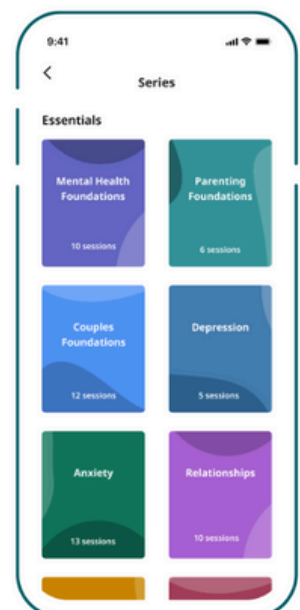 9:41
Series
Essentials
Mental Health
Foundations
10 sessions
Parenting
Foundations
6 sessions
Couples
Foundations
12 sessions
Depression
5 sessions
Anxiety
13 sessions
Relationships
10 sessions